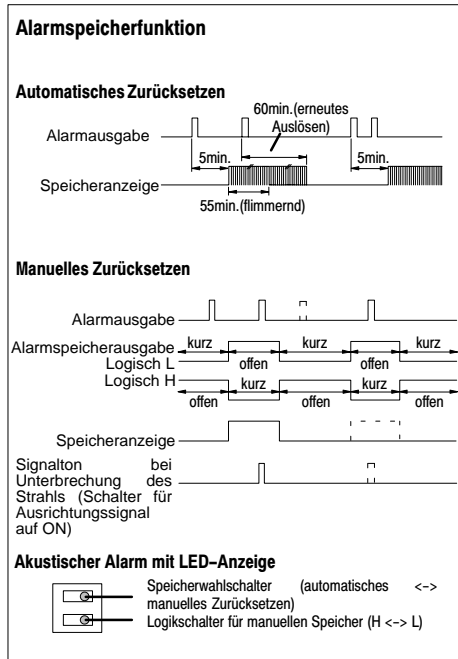 Alarmspeicherfunktion
Automatisches Zurücksetzen
60min.(erneutes
Auslösen)
Alarmausgabe
5min.
5min.
Speicheranzeige
55min.(flimmernd)
Manuelles Zurücksetzen
Alarmausgabe
Alarmspeicherausgabe
kurz kurz kurz
Logisch L
offen offen
Logisch H
kurz kurz
offen offen offen
Speicheranzeige
Signalton bei
Unterbrechung des
Strahls (Schalter für
Ausrichtungssignal
auf ON)
Akustischer Alarm mit LED–Anzeige
Speicherwahlschalter (automatisches <->
manuelles Zurücksetzen)
Logikschalter für manuellen Speicher (H <-> L)